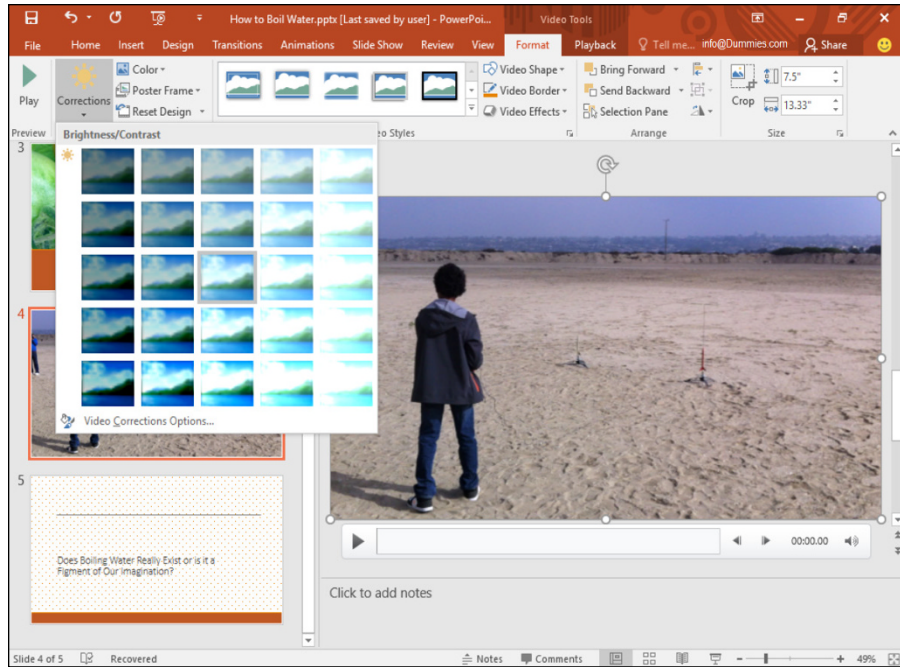 How to Boil Water.pptx [Last saved by user] - PowerPoi...
Video Tools
File Home Insert Design Transitions Animations Slide Show Review View Format Playback Tell me... info@Dummies.com Share
Play
Corrections
Color
Poster Frame
Reset Design
Video Shape
Video Border
Video Effects
Bring Forward
Send Backward
Selection Pane
Crop
7.5"
13.33"
Preview
eo Styles
Arrange
Size
Brightness/Contrast
Video Corrections Options...
3
4
5
Does Boiling Water Really Exist or is it a
Figment of Our Imagination?
00:00.00
Click to add notes
Slide 4 of 5 Recovered Notes Comments 49%